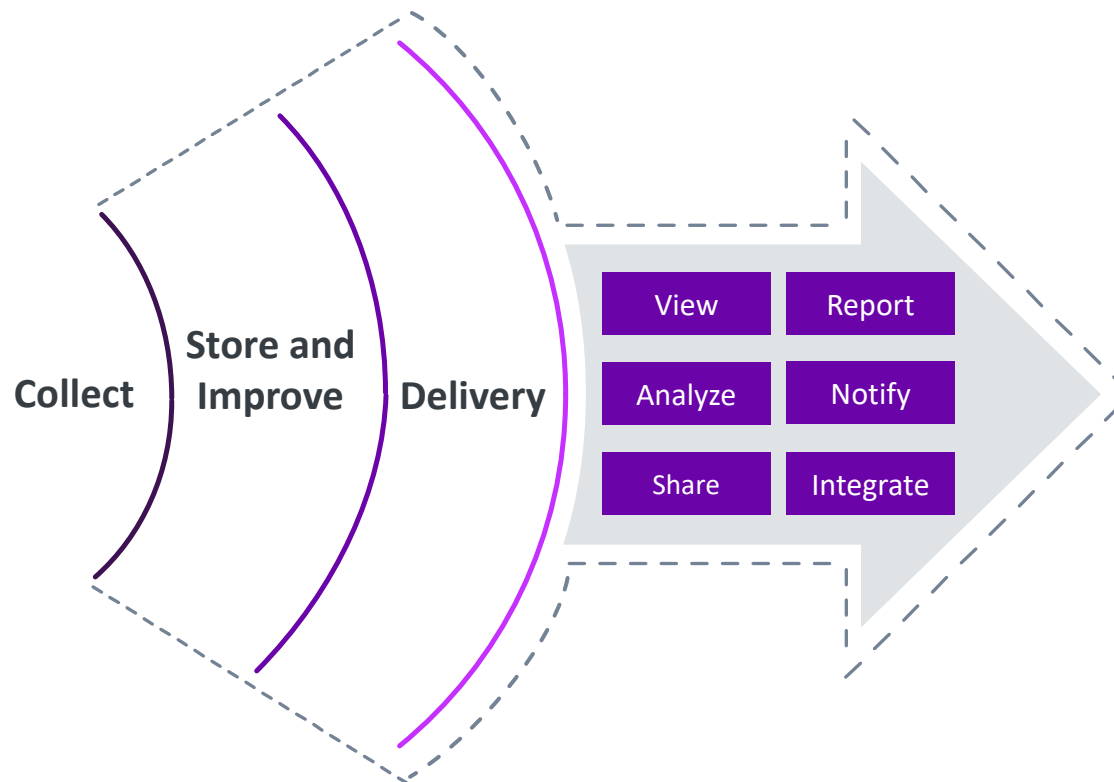 Collect
Store and
Improve
Delivery
View
Report
Analyze
Notify
Share
Integrate